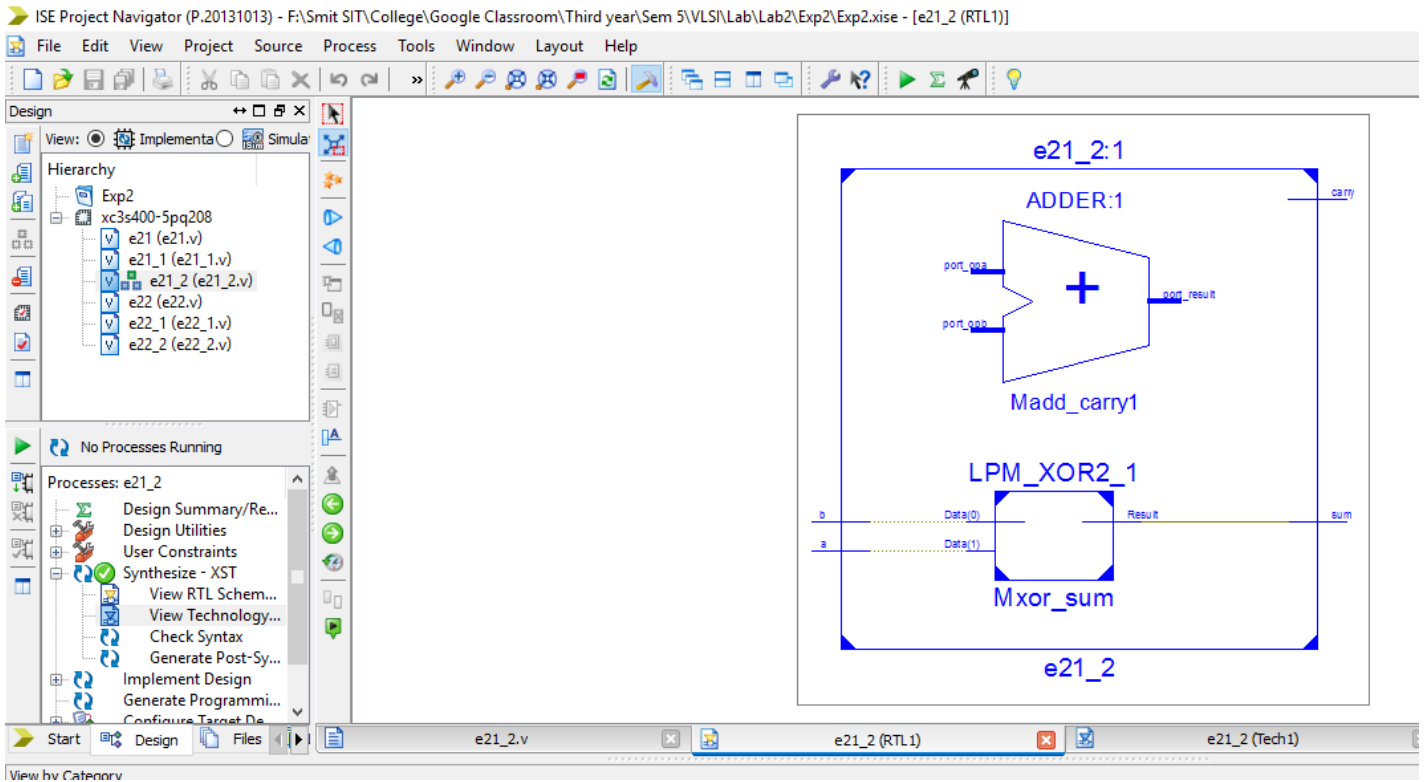 ISE Project Navigator (P.20131013) - F:\Smit SIT\College\Google Classroom\Third year\Sem 5\VLSI\Lab\Lab2\Exp2\Exp2.xise - [e21_2 (RTL1)]
File Edit View Project Source Process Tools Window Layout Help
»
Design
View: Implementa Simula
Hierarchy
Exp2
xc3s400-5pq208
e21 (e21.v)
e21_1 (e21_1.v)
e21_2 (e21_2.v)
e22 (e22.v)
e22_1 (e22_1.v)
e22_2 (e22_2.v)
No Processes Running
Processes: e21_2
Design Summary/Re...
Design Utilities
User Constraints
Synthesize - XST
View RTL Schem...
View Technology...
Check Syntax
Generate Post-Sy...
Implement Design
Generate Programmi...
Configure Target De
Start Design Files
e21_2:1
carry
ADDER:1
port_opa
+
port_result
port_opb
Madd_carry1
LPM_XOR2_1
b Data(0) Result sum
a Data(1)
Mxor_sum
e21_2
e21_2.v e21_2 (RTL1) e21_2 (Tech1)
View by Category